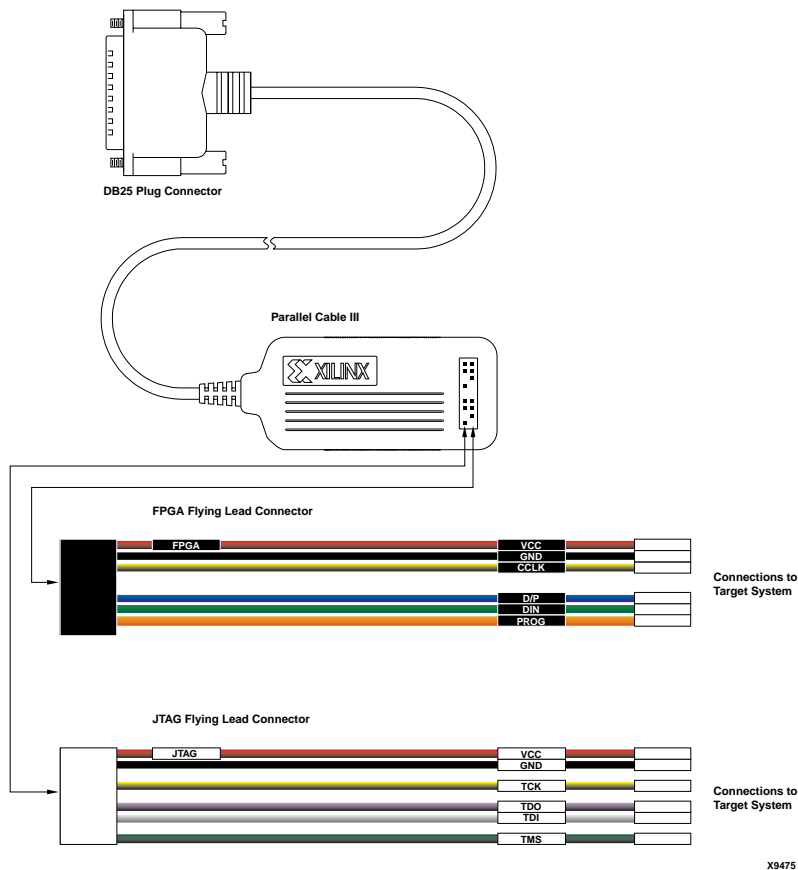 DB25 Plug Connector
Parallel Cable III
XILINX
FPGA Flying Lead Connector
FPGA
VCC
GND
CCLK
D/P
DIN
PROG
Connections to
Target System
JTAG Flying Lead Connector
JTAG
VCC
GND
TCK
TDO
TDI
TMS
Connections to
Target System
X9475